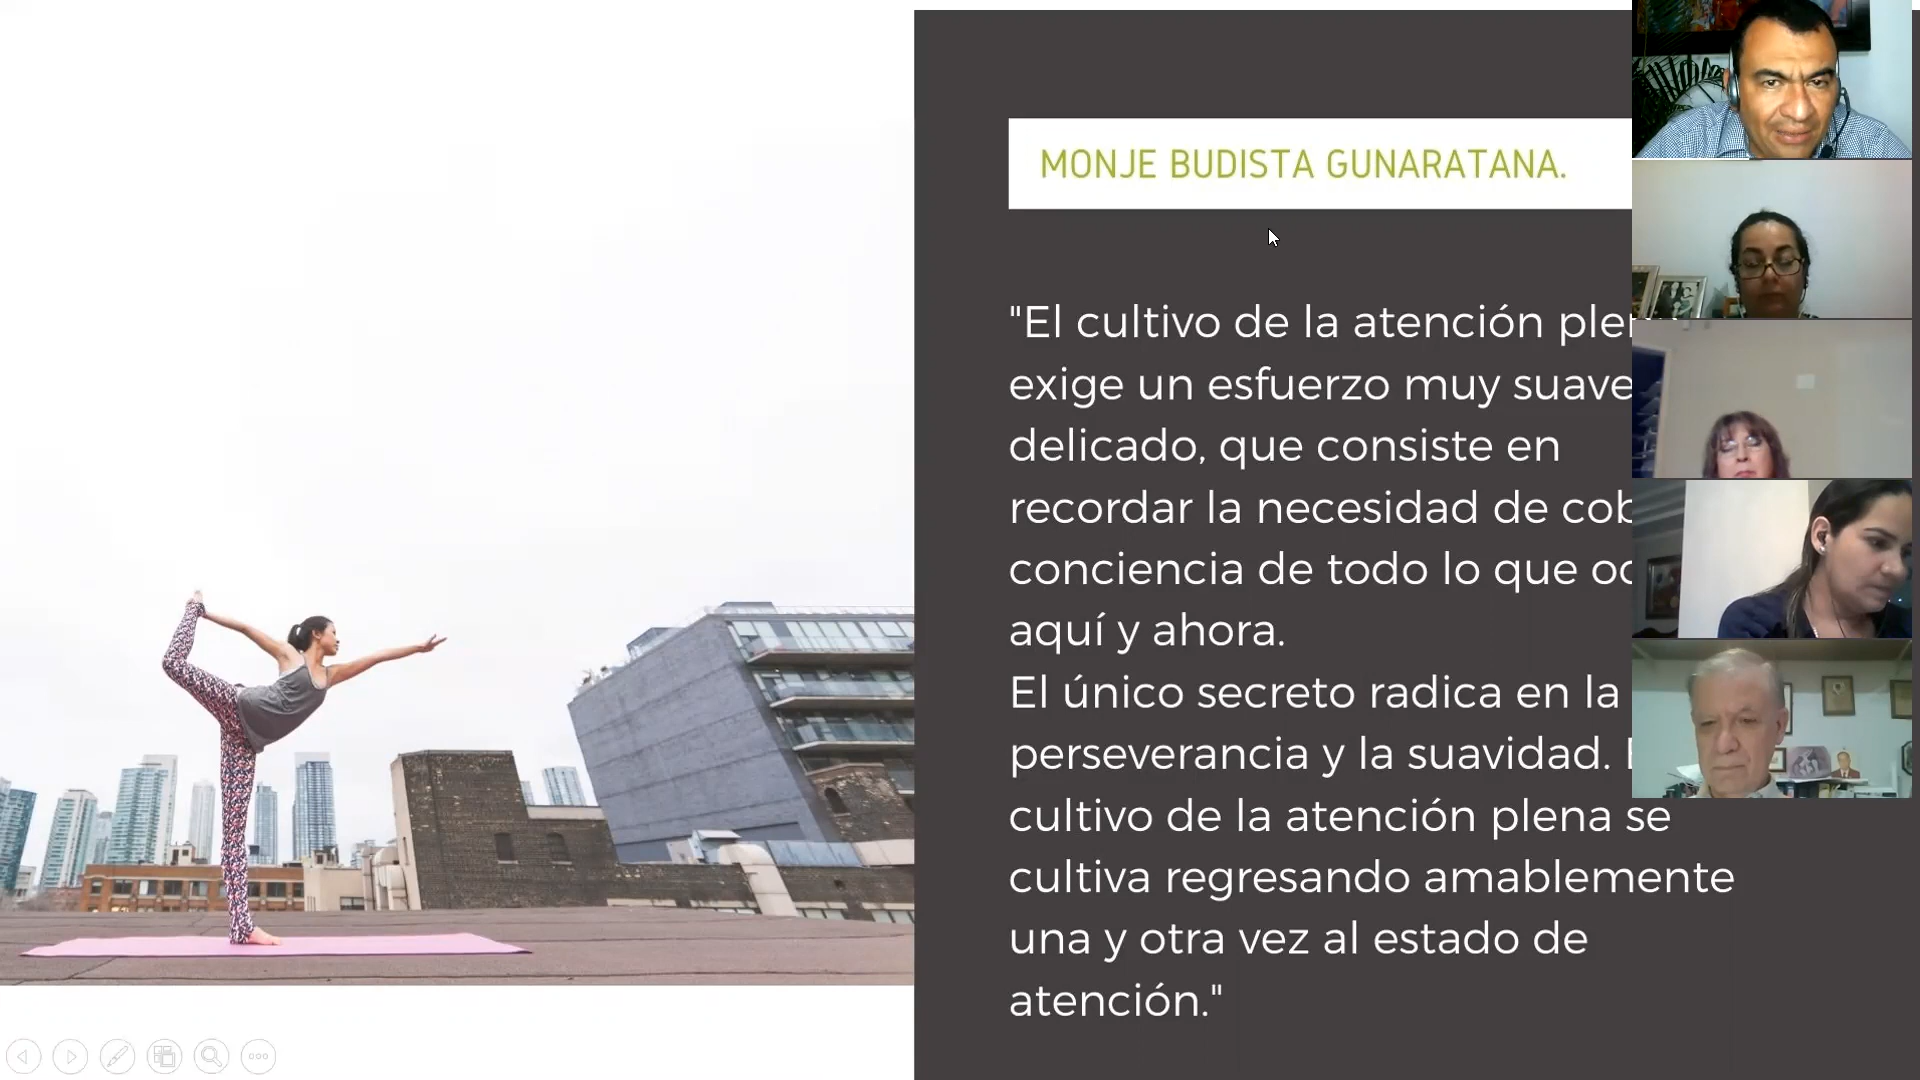 MONJE BUDISTA GUNARATANA.
"El cultivo de la atención
exige un esfuerzo muy suave
delicado, que consiste en
recordar la necesidad de
conciencia de todo lo que
aquí y ahora.
El único secreto radica en la
perseverancia y la suavidad.
cultivo de la atención plena se
cultiva regresando amablemente
una y otra vez al estado de
atención."